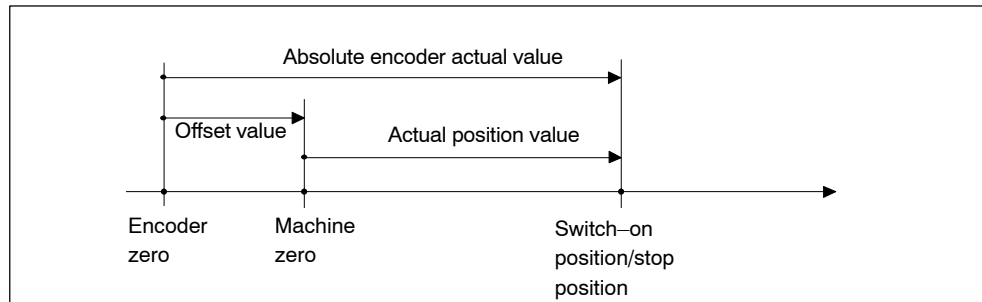 Absolute encoder actual value
Offset value
Actual position value
Encoder
zero
Machine
zero
Switch–on
position/stop
position